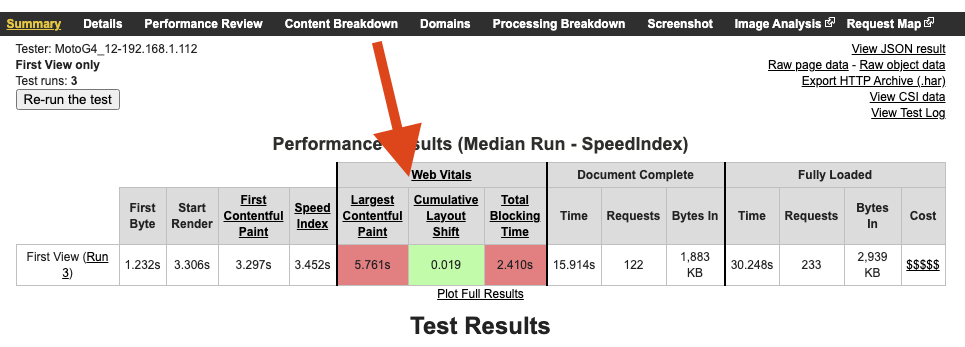 Summary Details Performance Review Content Breakdown Domains Processing Breakdown Screenshot Image Analysis Request Map
Tester: MotoG4_12-192.168.1.112
First View only
Test runs: 3
Re-run the test
View JSON result
Raw page data - Raw object data
Export HTTP Archive (.har)
View CSI data
View Test Log
Performance (Median Run - SpeedIndex)
Web Vitals Document Complete Fully Loaded
First Byte
Start Render
First Contentful Paint
Speed Index
Largest Contentful Paint
Cumulative Layout Shift
Total Blocking Time
Time Requests Bytes In
Time Requests Bytes In Cost
First View (Run 3) 1.232s 3.306s 3.297s 3.452s 5.761s 0.019 2.410s 15.914s 122 1,883 KB 30.248s 233 2,939 KB $$$$$
Plot Full Results
Test Results